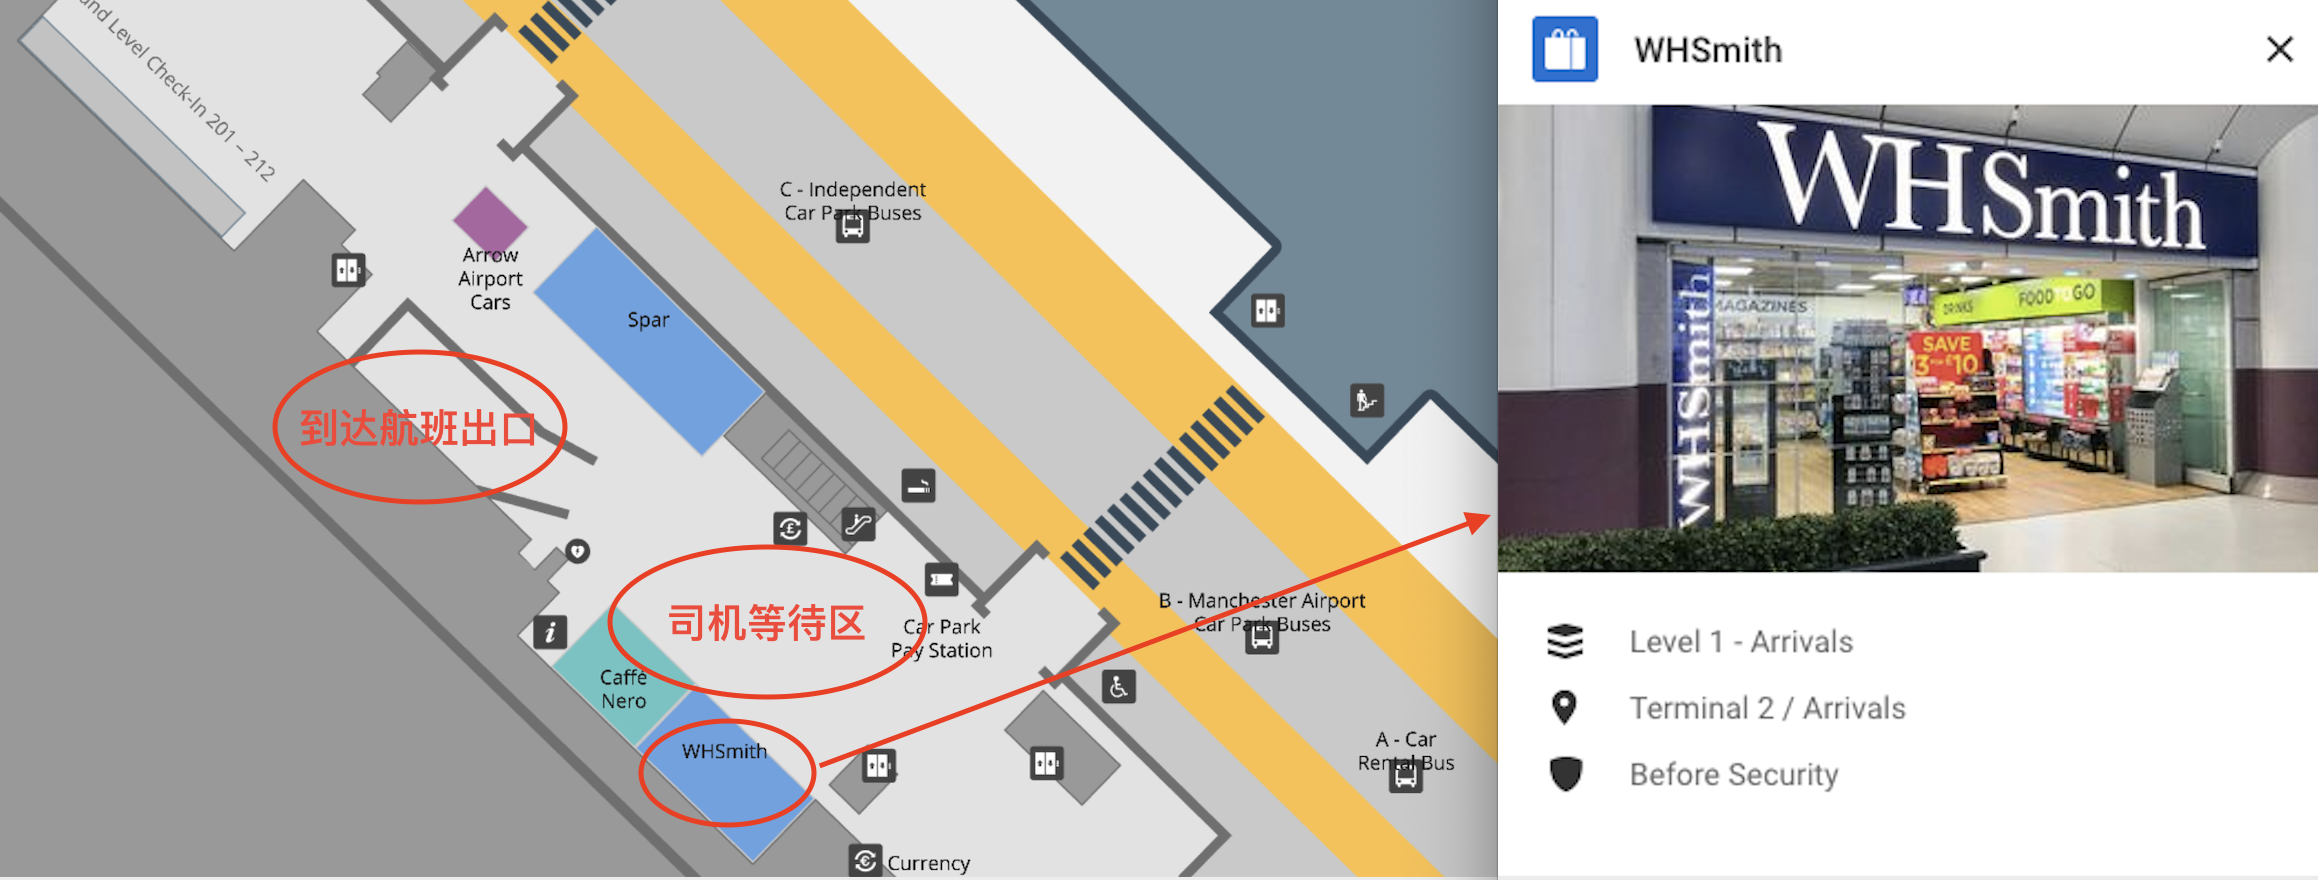 und Level Check-In 201 – 212
C - Independent
Car Park Buses
Arrow
Airport
Cars
Spar
到达航班出口
司机等待区
Car Park
Pay Station
Caffè
Nero
WHSmith
B - Manchester Airport
Car Park Buses
A - Car
Rental Bus
Currency
WHSmith
WHSmith
WHSmith
MAGAZINES
DRINKS
FOOD TO GO
SAVE
3 FOR £10
Level 1 - Arrivals
Terminal 2 / Arrivals
Before Security